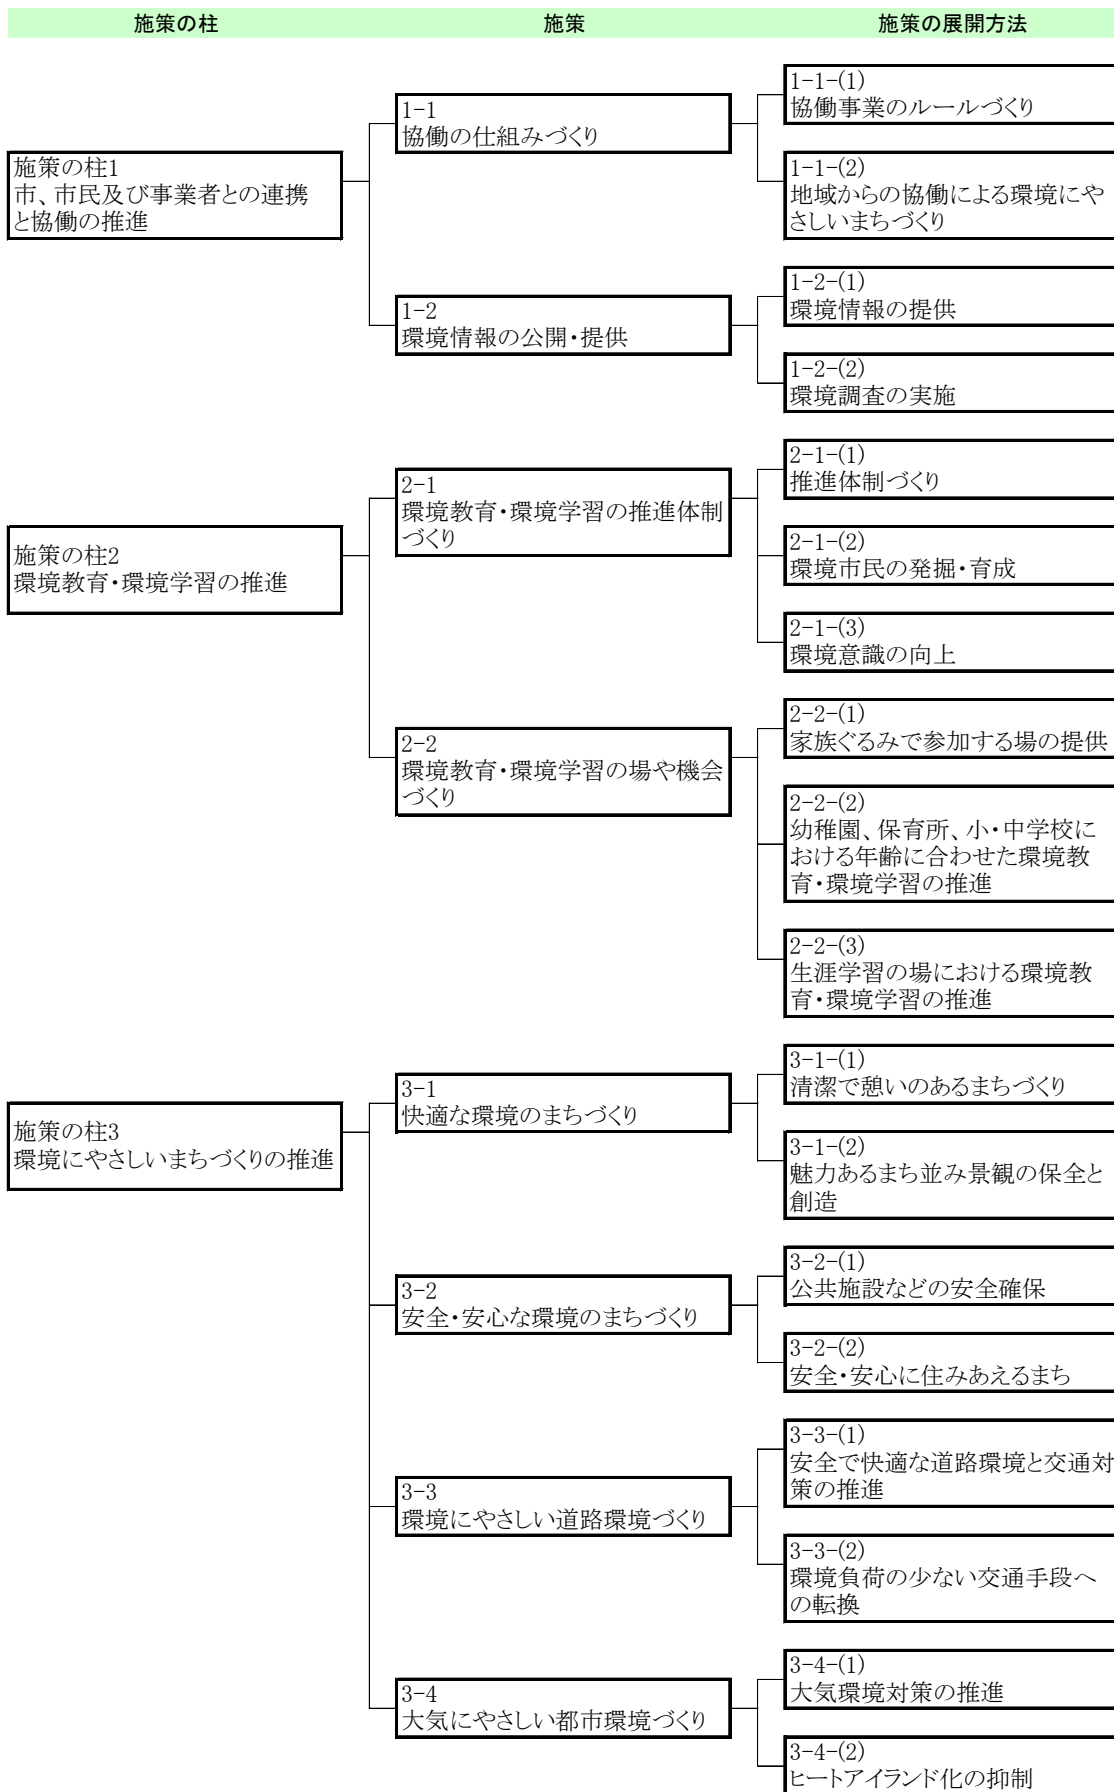 施策の柱 施策 施策の展開方法
施策の柱1
市、市民及び事業者との連携
と協働の推進
1-1
協働の仕組みづくり
1-1-(1)
協働事業のルールづくり
1-1-(2)
地域からの協働による環境にや
さしいまちづくり
1-2
環境情報の公開・提供
1-2-(1)
環境情報の提供
1-2-(2)
環境調査の実施
施策の柱2
環境教育・環境学習の推進
2-1
環境教育・環境学習の推進体制
づくり
2-1-(1)
推進体制づくり
2-1-(2)
環境市民の発掘・育成
2-1-(3)
環境意識の向上
2-2
環境教育・環境学習の場や機会
づくり
2-2-(1)
家族ぐるみで参加する場の提供
2-2-(2)
幼稚園、保育所、小・中学校に
おける年齢に合わせた環境教
育・環境学習の推進
2-2-(3)
生涯学習の場における環境教
育・環境学習の推進
施策の柱3
環境にやさしいまちづくりの推進
3-1
快適な環境のまちづくり
3-1-(1)
清潔で憩いのあるまちづくり
3-1-(2)
魅力あるまち並み景観の保全と
創造
3-2
安全・安心な環境のまちづくり
3-2-(1)
公共施設などの安全確保
3-2-(2)
安全・安心に住みあえるまち
3-3
環境にやさしい道路環境づくり
3-3-(1)
安全で快適な道路環境と交通対
策の推進
3-3-(2)
環境負荷の少ない交通手段へ
の転換
3-4
大気にやさしい都市環境づくり
3-4-(1)
大気環境対策の推進
3-4-(2)
ヒートアイランド化の抑制